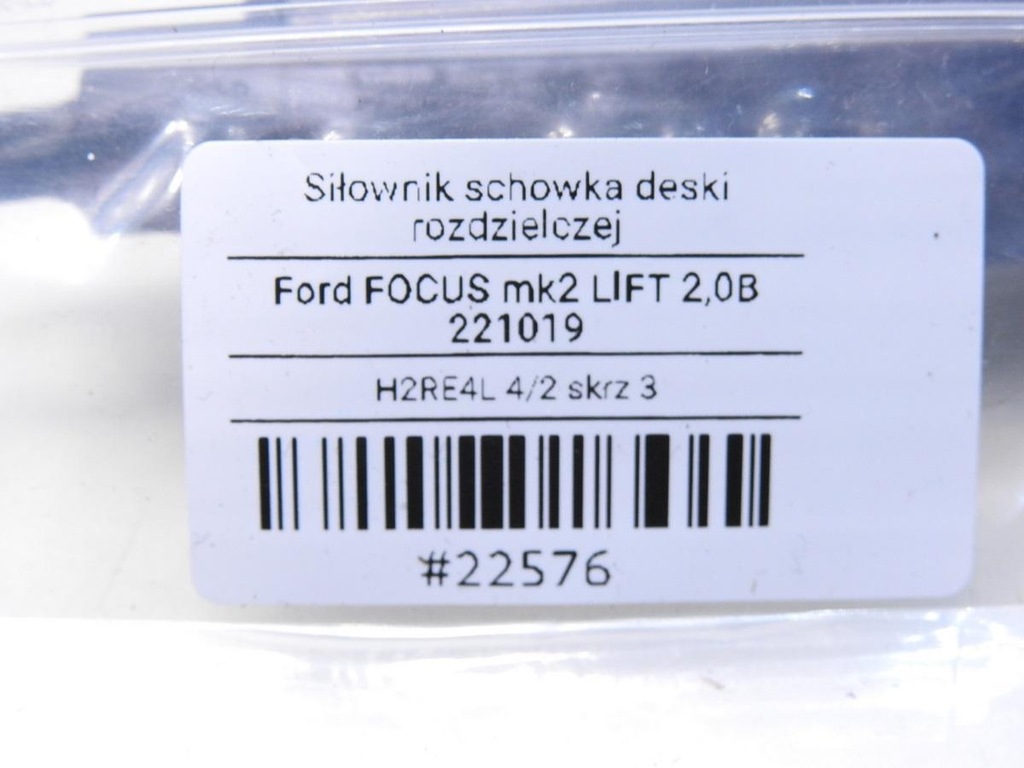 Siłownik schowka deski
rozdzielczej
Ford FOCUS mk2 LIFT 2,0B
221019
H2RE4L 4/2 skrz 3
#22576